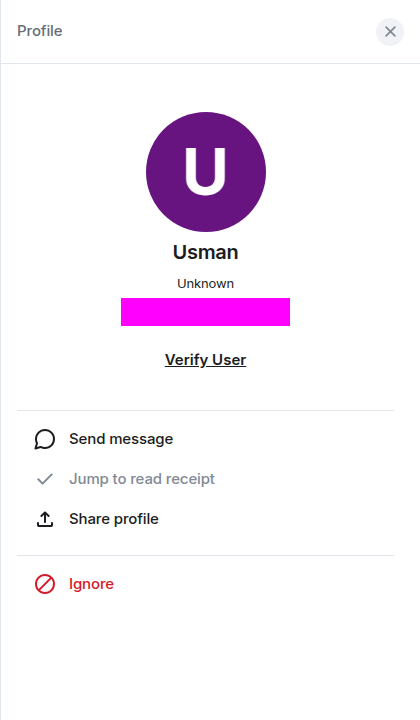 Profile
U
Usman
Unknown
Verify User
Send message
Jump to read receipt
Share profile
Ignore